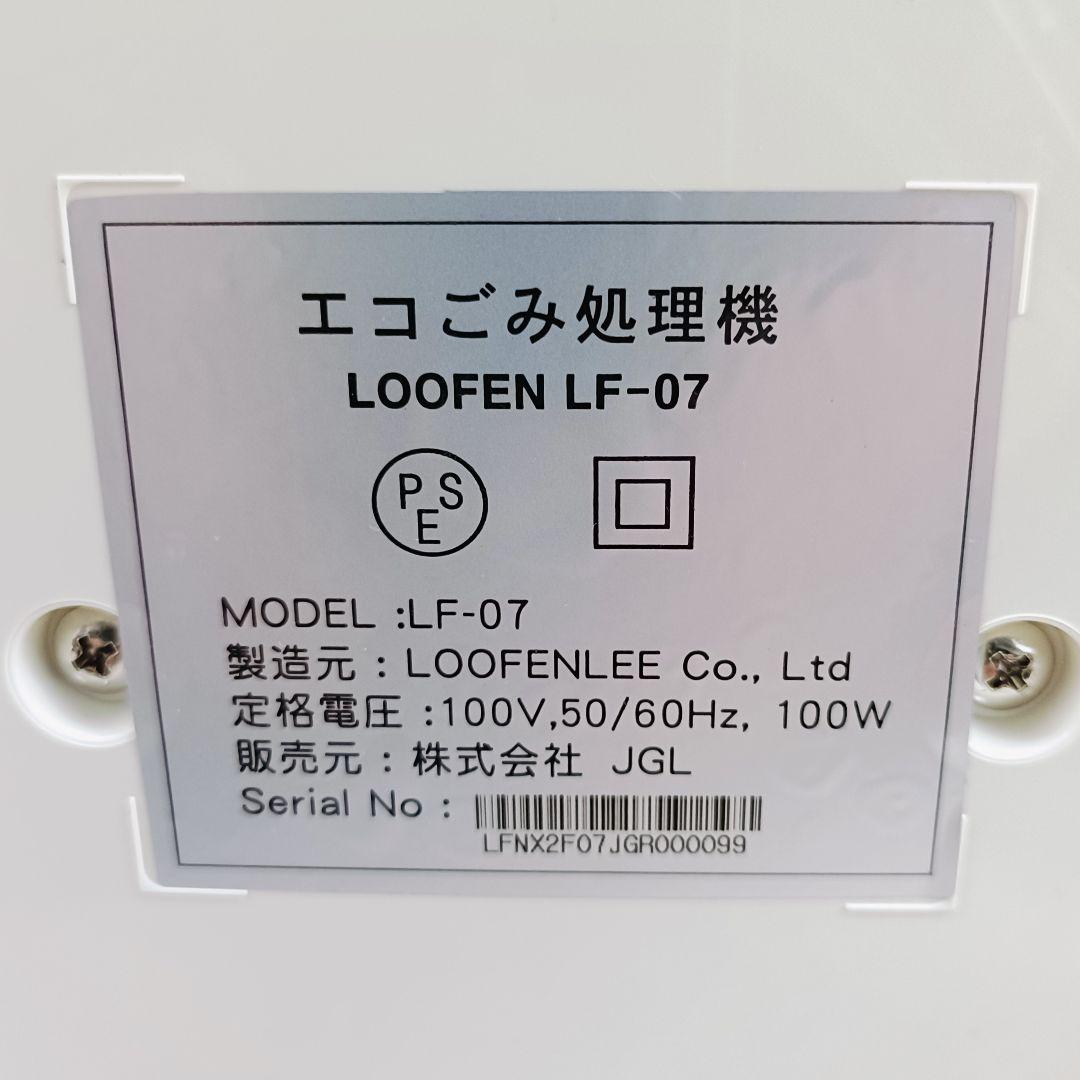 エコごみ処理機
LOOFEN LF-07
PSE
MODEL :LF-07
製造元 : LOOFENLEE Co., Ltd
定格電圧 :100V,50/60Hz, 100W
販売元 : 株式会社 JGL
Serial No :
LFNX2F07JGR000099